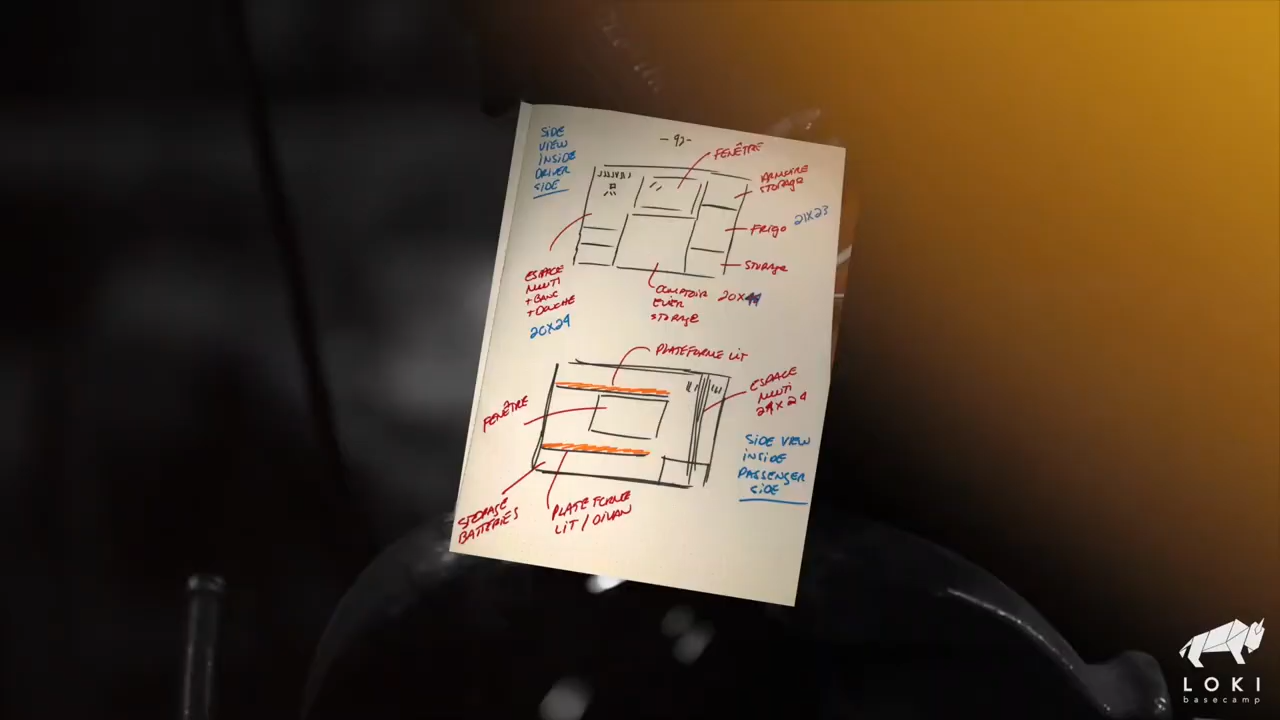 -92-
SIDE
VIEW
INSIDE
DRIVER
SIDE
FENÊTRE
ARMOIRE
STORAGE
FRIGO 21X23
STORAGE
ESPACE
MULTI
+ BANC
+ DOUCHE
20X24
COMPTOIR
EVIER
STORAGE
PLATEFORME LIT
ESPACE
MULTI
24X24
FENÊTRE
SIDE VIEW
INSIDE
PASSENGER
SIDE
STORAGE
BATTERIES
PLATEFORME
LIT / DIVAN
LOKI
basecamp